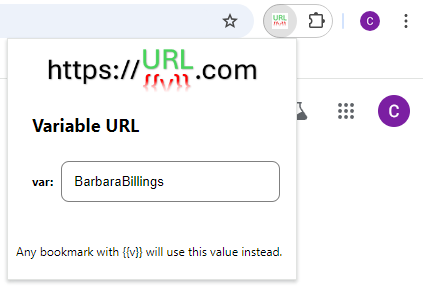 URL
{{v}}
C
https://URL.com
{{v}}
C
Variable URL
var: BarbaraBillings
Any bookmark with {{v}} will use this value instead.